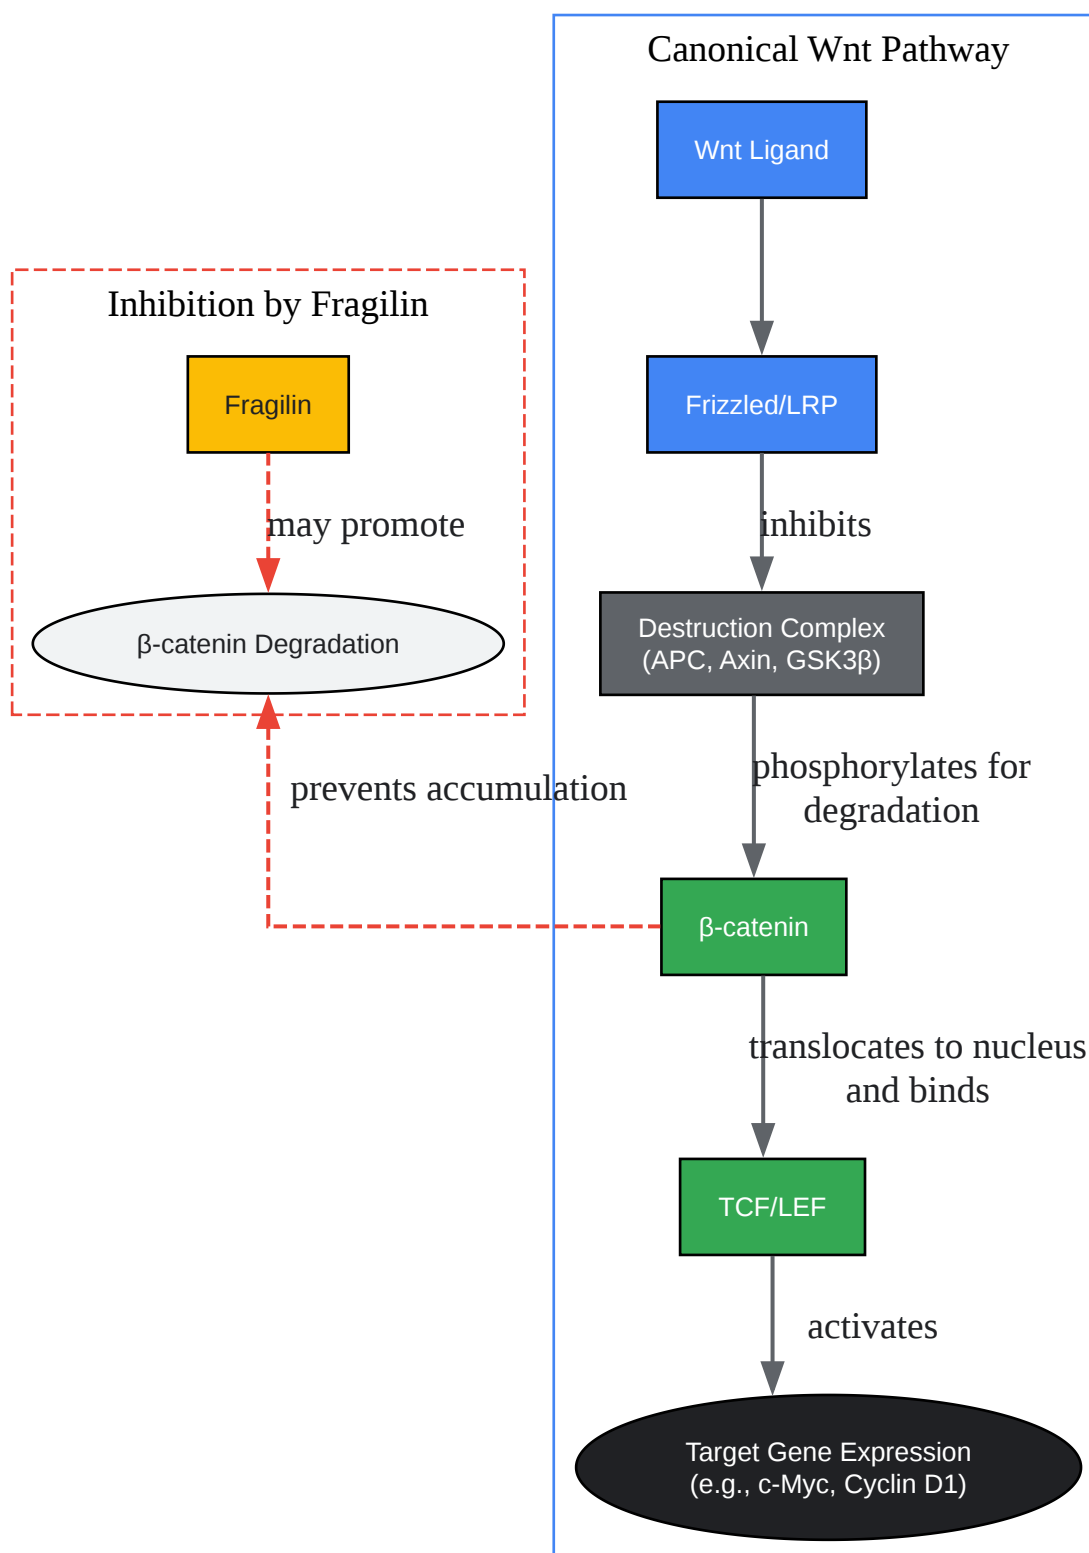 Canonical Wnt Pathway
Wnt Ligand
Inhibition by Fragilin
Fragilin
Frizzled/LRP
may promote
inhibits
β-catenin Degradation
Destruction Complex
(APC, Axin, GSK3β)
prevents accumulation
phosphorylates for
degradation
β-catenin
translocates to nucleus
and binds
TCF/LEF
activates
Target Gene Expression
(e.g., c-Myc, Cyclin D1)